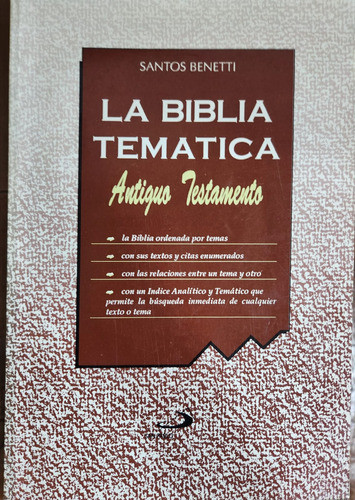 SANTOS BENETTI
LA BIBLIA
TEMATICA
Antiguo Testamento
la Biblia ordenada por temas
con sus textos y citas enumerados
con las relaciones entre un tema y otro
con un Indice Analítico y Temático que
permite la búsqueda inmediata de cualquier
texto o tema